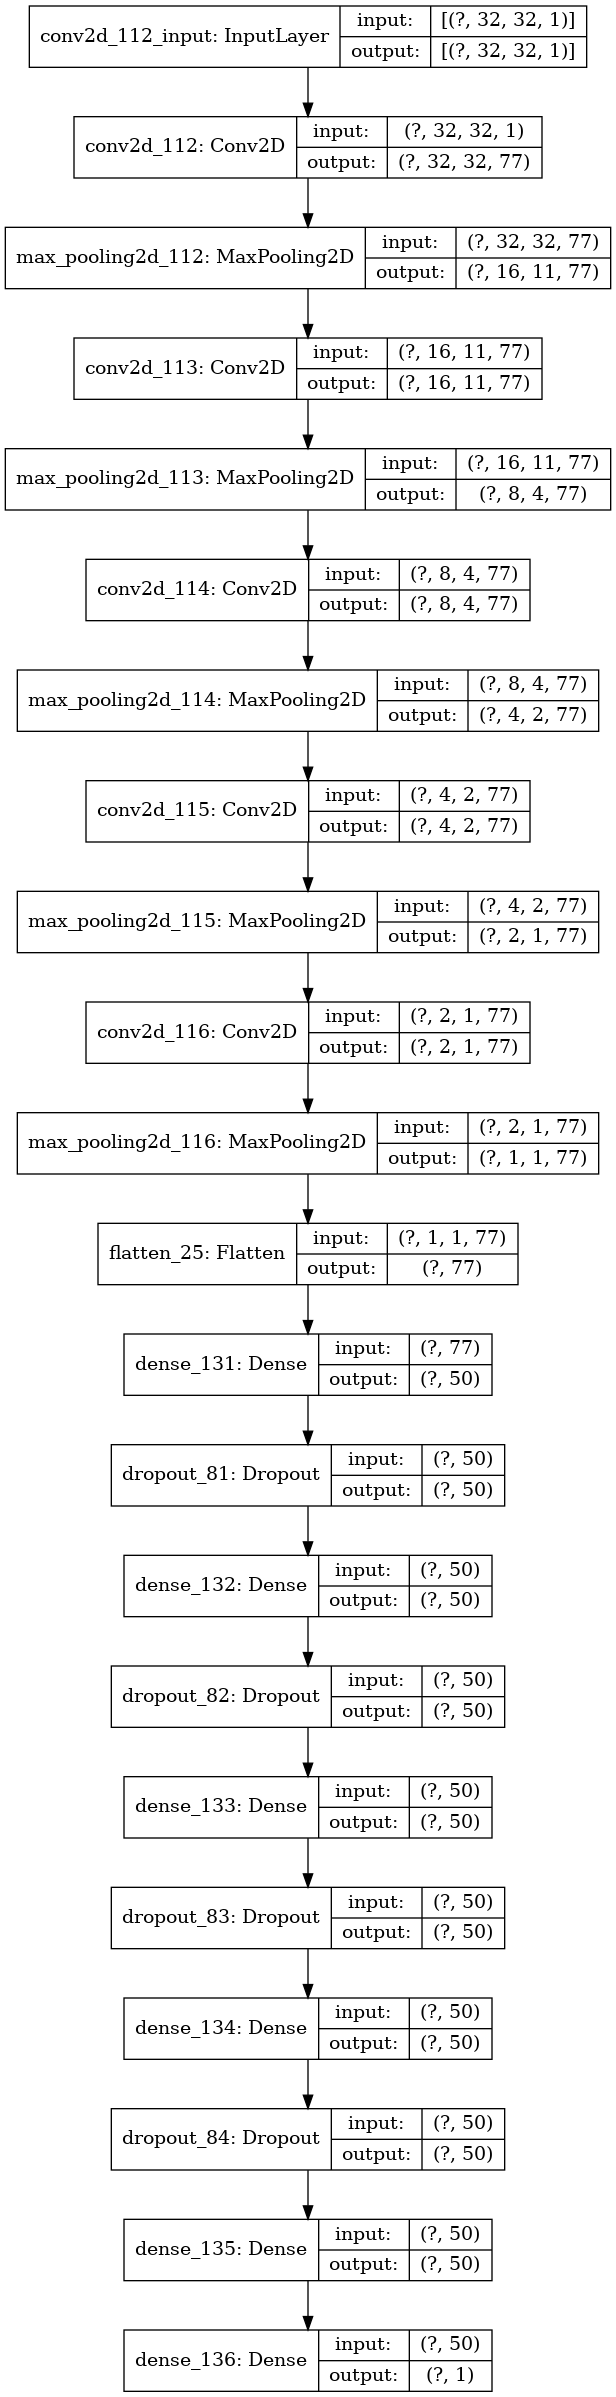 conv2d_112_input: InputLayer
input: [(?, 32, 32, 1)]
output: [(?, 32, 32, 1)]
conv2d_112: Conv2D
input: (?, 32, 32, 1)
output: (?, 32, 32, 77)
max_pooling2d_112: MaxPooling2D
input: (?, 32, 32, 77)
output: (?, 16, 11, 77)
conv2d_113: Conv2D
input: (?, 16, 11, 77)
output: (?, 16, 11, 77)
max_pooling2d_113: MaxPooling2D
input: (?, 16, 11, 77)
output: (?, 8, 4, 77)
conv2d_114: Conv2D
input: (?, 8, 4, 77)
output: (?, 8, 4, 77)
max_pooling2d_114: MaxPooling2D
input: (?, 8, 4, 77)
output: (?, 4, 2, 77)
conv2d_115: Conv2D
input: (?, 4, 2, 77)
output: (?, 4, 2, 77)
max_pooling2d_115: MaxPooling2D
input: (?, 4, 2, 77)
output: (?, 2, 1, 77)
conv2d_116: Conv2D
input: (?, 2, 1, 77)
output: (?, 2, 1, 77)
max_pooling2d_116: MaxPooling2D
input: (?, 2, 1, 77)
output: (?, 1, 1, 77)
flatten_25: Flatten
input: (?, 1, 1, 77)
output: (?, 77)
dense_131: Dense
input: (?, 77)
output: (?, 50)
dropout_81: Dropout
input: (?, 50)
output: (?, 50)
dense_132: Dense
input: (?, 50)
output: (?, 50)
dropout_82: Dropout
input: (?, 50)
output: (?, 50)
dense_133: Dense
input: (?, 50)
output: (?, 50)
dropout_83: Dropout
input: (?, 50)
output: (?, 50)
dense_134: Dense
input: (?, 50)
output: (?, 50)
dropout_84: Dropout
input: (?, 50)
output: (?, 50)
dense_135: Dense
input: (?, 50)
output: (?, 50)
dense_136: Dense
input: (?, 50)
output: (?, 1)